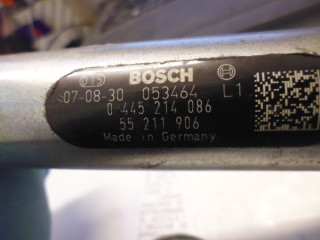 BOSCH
07-08-30 053464 L1
0 445 214 086
55 211 906
Made in Germany